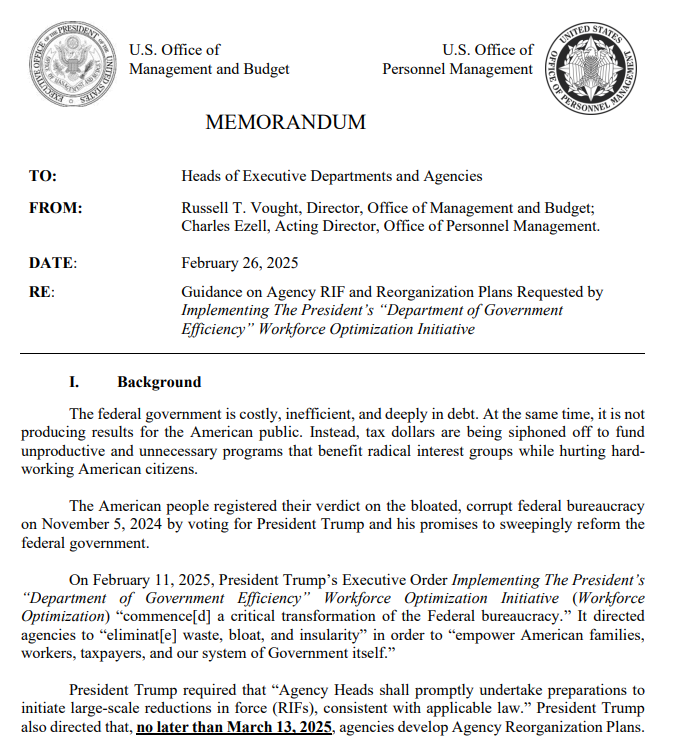 U.S. Office of
Management and Budget
U.S. Office of
Personnel Management
EXECUTIVE OFFICE OF THE PRESIDENT OF THE UNITED STATES
UNITED STATES
OFFICE OF PERSONNEL MANAGEMENT
MEMORANDUM
TO: Heads of Executive Departments and Agencies
FROM: Russell T. Vought, Director, Office of Management and Budget;
Charles Ezell, Acting Director, Office of Personnel Management.
DATE: February 26, 2025
RE: Guidance on Agency RIF and Reorganization Plans Requested by
Implementing The President’s “Department of Government
Efficiency” Workforce Optimization Initiative
I. Background
The federal government is costly, inefficient, and deeply in debt. At the same time, it is not
producing results for the American public. Instead, tax dollars are being siphoned off to fund
unproductive and unnecessary programs that benefit radical interest groups while hurting hard-
working American citizens.
The American people registered their verdict on the bloated, corrupt federal bureaucracy
on November 5, 2024 by voting for President Trump and his promises to sweepingly reform the
federal government.
On February 11, 2025, President Trump’s Executive Order Implementing The President’s
“Department of Government Efficiency” Workforce Optimization Initiative (Workforce
Optimization) “commence[d] a critical transformation of the Federal bureaucracy.” It directed
agencies to “eliminat[e] waste, bloat, and insularity” in order to “empower American families,
workers, taxpayers, and our system of Government itself.”
President Trump required that “Agency Heads shall promptly undertake preparations to
initiate large-scale reductions in force (RIFs), consistent with applicable law.” President Trump
also directed that, no later than March 13, 2025, agencies develop Agency Reorganization Plans.